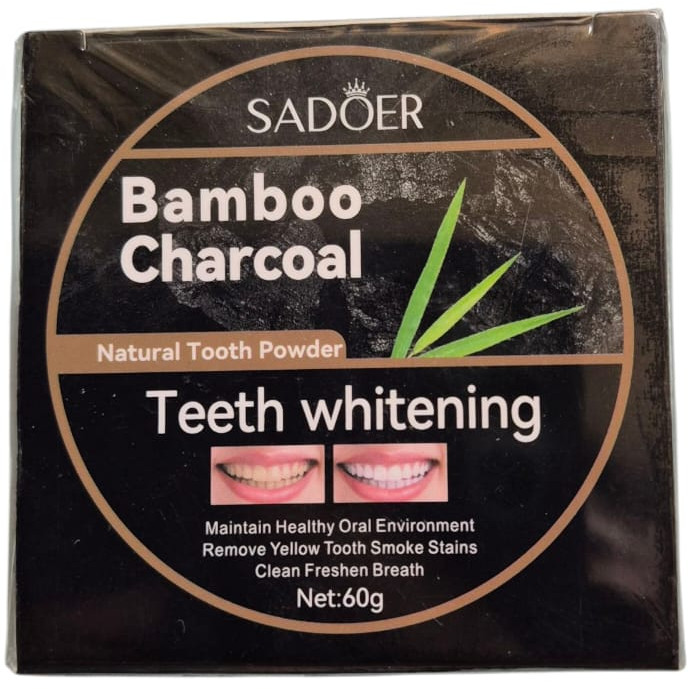 SADOER
Bamboo
Charcoal
Natural Tooth Powder
Teeth whitening
Maintain Healthy Oral Environment
Remove Yellow Tooth Smoke Stains
Clean Freshen Breath
Net:60g